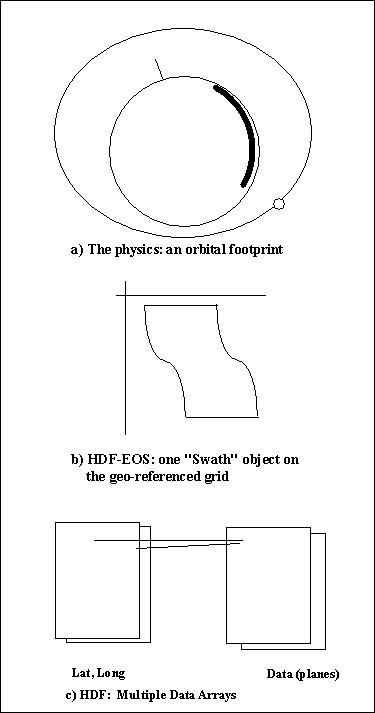 a) The physics: an orbital footprint
b) HDF-EOS: one "Swath" object on
the geo-referenced grid
Lat, Long
Data (planes)
c) HDF: Multiple Data Arrays